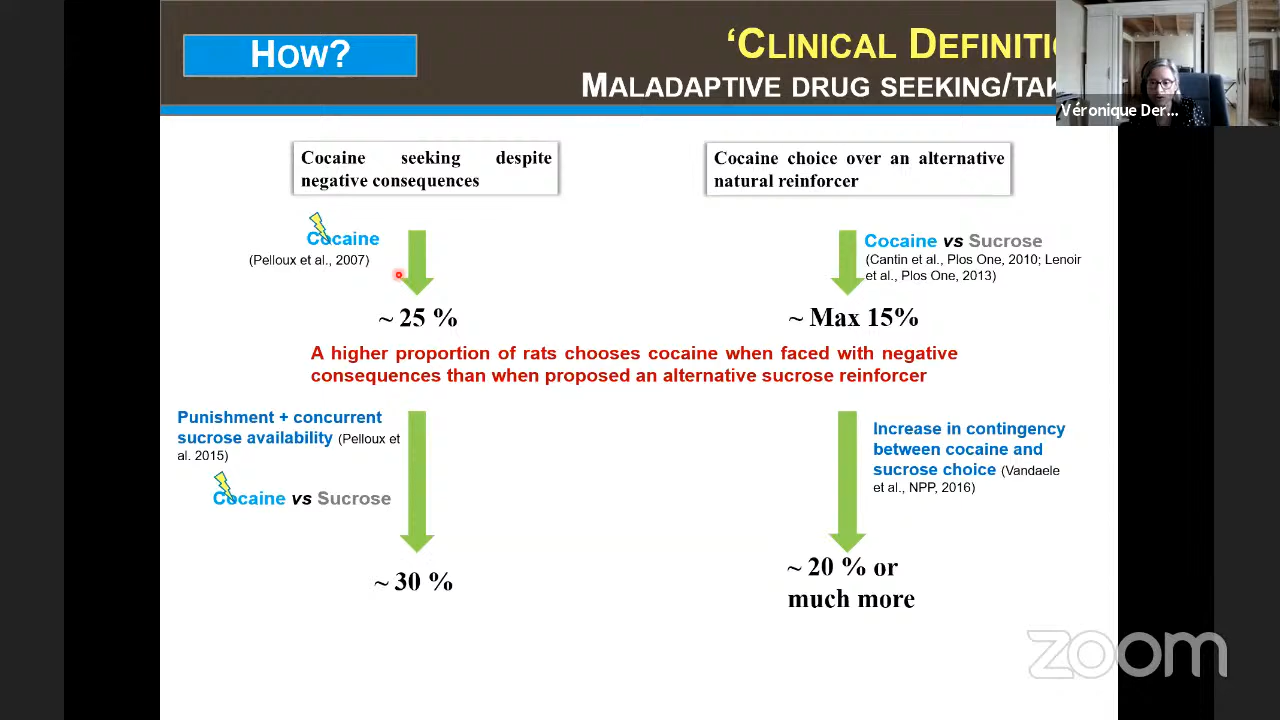 HOW?
‘CLINICAL DEFINITI
MALADAPTIVE DRUG SEEKING/TAK
Véronique Der...
Cocaine seeking despite
negative consequences
Cocaine choice over an alternative
natural reinforcer
Cocaine
(Pelloux et al., 2007)
Cocaine vs Sucrose
(Cantin et al., Plos One, 2010; Lenoir
et al., Plos One, 2013)
~ 25 %
~ Max 15%
A higher proportion of rats chooses cocaine when faced with negative
consequences than when proposed an alternative sucrose reinforcer
Punishment + concurrent
sucrose availability (Pelloux et
al. 2015)
Cocaine vs Sucrose
Increase in contingency
between cocaine and
sucrose choice (Vandaele
et al., NPP, 2016)
~ 30 %
~ 20 % or
much more
zoom